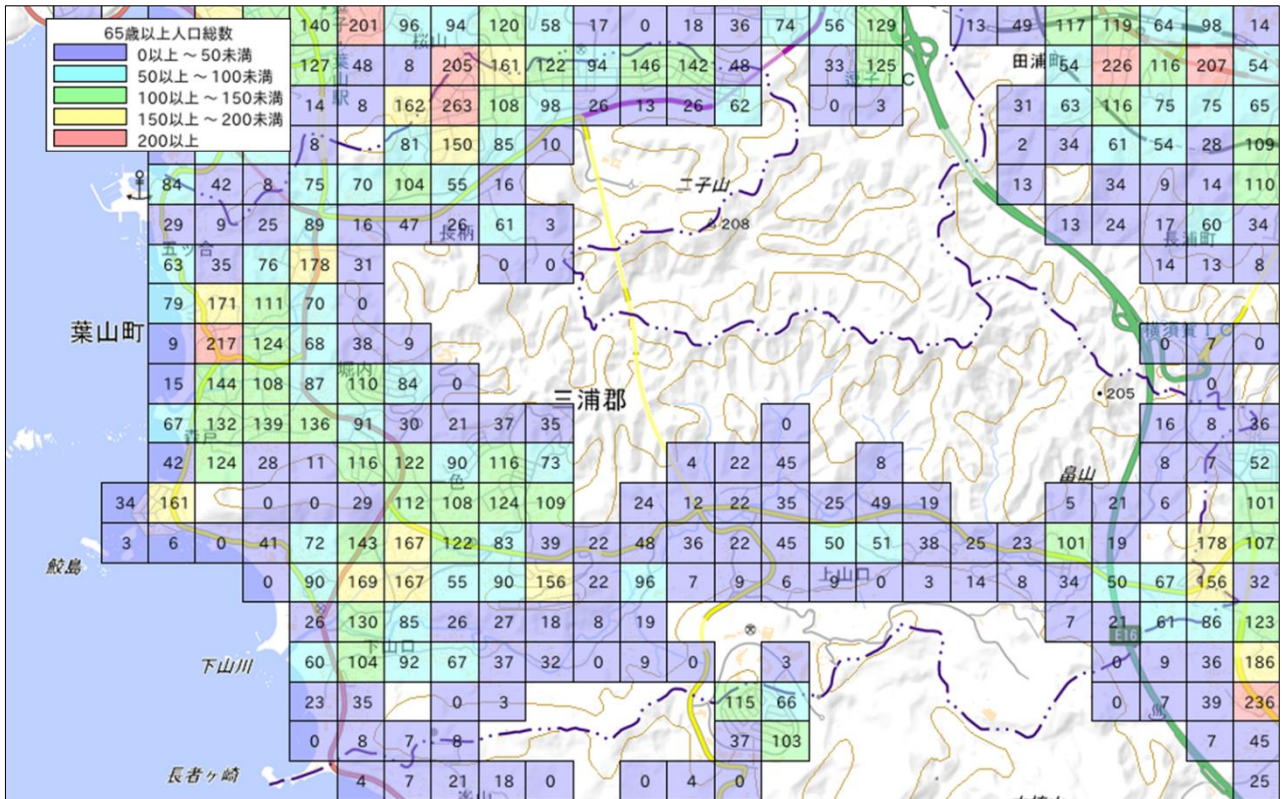 65歳以上人口総数
0以上～50未満
50以上～100未満
100以上～150未満
150以上～200未満
200以上
140 201 96 94 120 58 17 0 18 36 74 56 129 13 49 117 119 64 98 14
桜山
127 48 8 205 161 122 94 146 142 48 33 125 田浦町 64 226 116 207 54
葉山駅
逗子IC
14 8 162 263 108 98 26 13 26 62 0 3 31 63 116 75 75 65
8 81 150 85 10 2 34 61 54 28 109
84 42 8 75 70 104 55 16 二子山 13 34 9 14 110
29 9 25 89 16 47 26 61 3 208 13 24 17 60 34
長柄
長浦町
五ッ合
63 35 76 178 31 0 0 14 13 8
79 171 111 70 0
葉山町
横須賀IC
9 217 124 68 38 9 0 7 0
堀内
15 144 108 87 110 84 0 205 0
三浦郡
67 132 139 136 91 30 21 37 35 0 16 8 36
森戸
42 124 28 11 116 122 90 116 73 4 22 45 8 畠山 8 7 52
色
34 161 0 0 29 112 108 124 109 24 12 22 35 25 49 19 5 21 6 101
3 6 0 41 72 143 167 122 83 39 22 48 36 22 45 50 51 38 25 23 101 19 178 107
鮫島
上山口
0 90 169 167 55 90 156 22 96 7 9 6 9 0 3 14 8 34 50 67 156 32
26 130 85 26 27 18 8 19 7 21 61 86 123
E16
下山口
下山川
60 104 92 67 37 32 0 9 0 3 0 9 36 186
23 35 0 3 115 66 0 7 39 236
0 8 7 8 37 103 7 45
長者ヶ崎
4 7 21 18 0 0 4 0 25